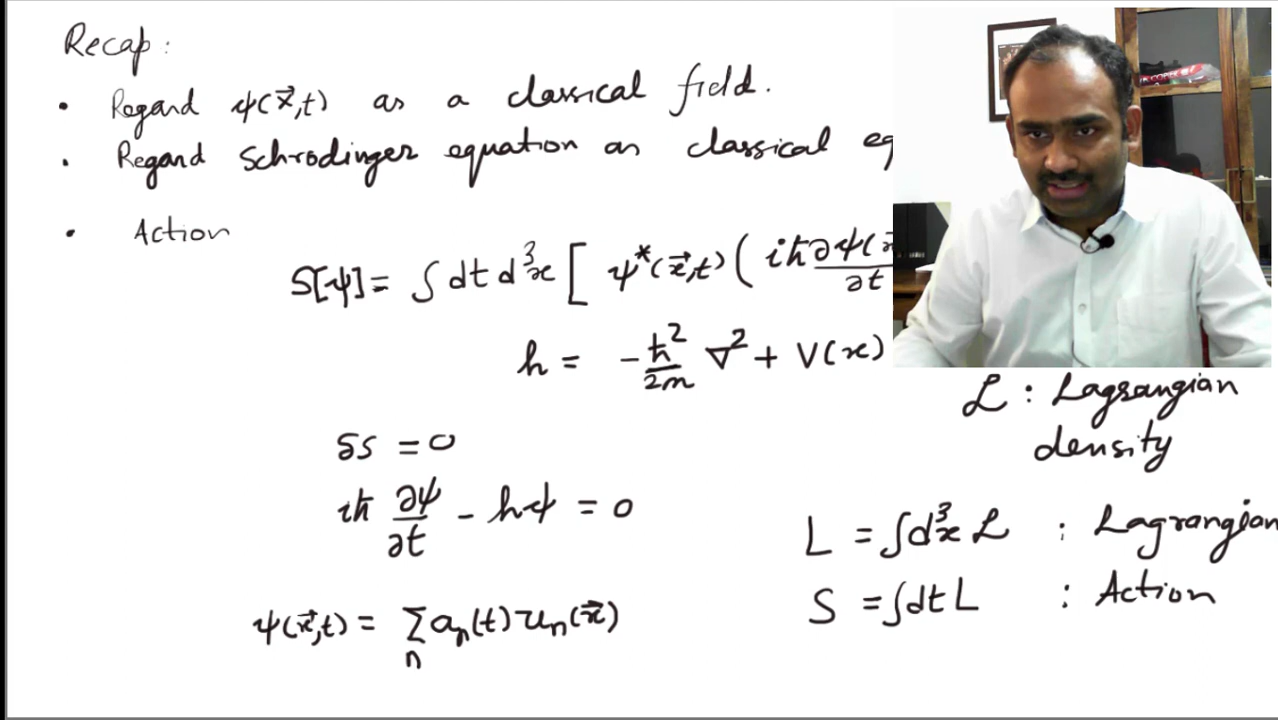 Recap:
• Regard ψ(x⃗,t) as a classical field.
• Regard Schrodinger equation as classical eq
• Action
S[ψ] = ∫ dt d³x [ ψ*(x⃗,t) ( iħ∂ψ(x⃗ / ∂t
h = -ħ²/2m ∇² + V(x)
ℒ : Lagrangian
density
δS = 0
iħ ∂ψ/∂t - hψ = 0
L = ∫d³x ℒ : Lagrangian
S = ∫dt L : Action
ψ(x⃗,t) = Σₙ aₙ(t) uₙ(x⃗)